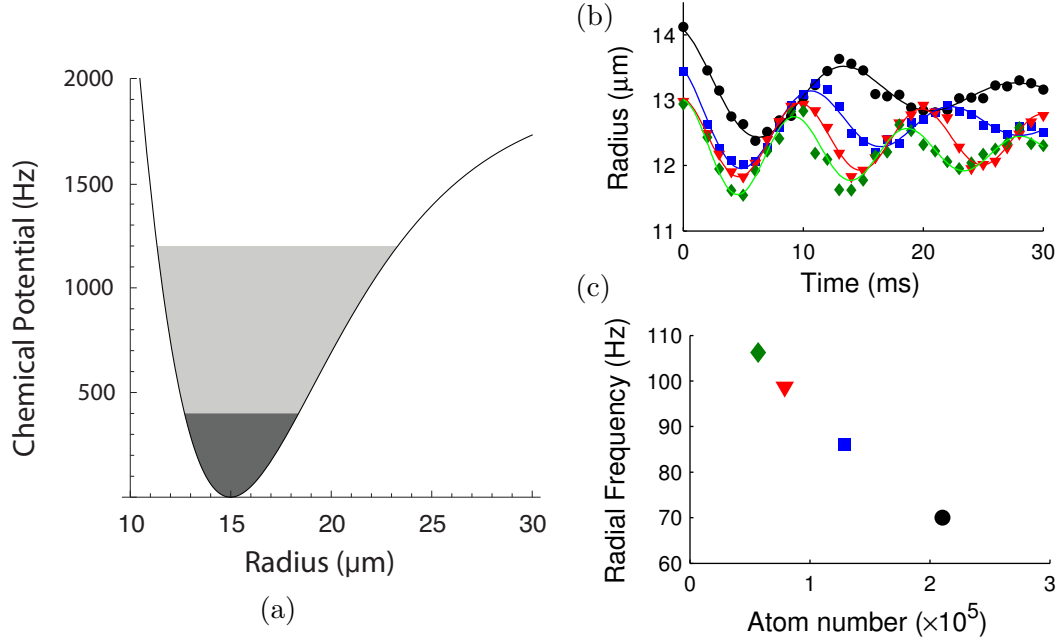 Chemical Potential (Hz)
2000
1500
1000
500
10 15 20 25 30
Radius (µm)
(a)
(b)
Radius (µm)
14
13
12
11
0 10 20 30
Time (ms)
(c)
Radial Frequency (Hz)
110
100
90
80
70
60
0 1 2 3
Atom number (×10⁵)